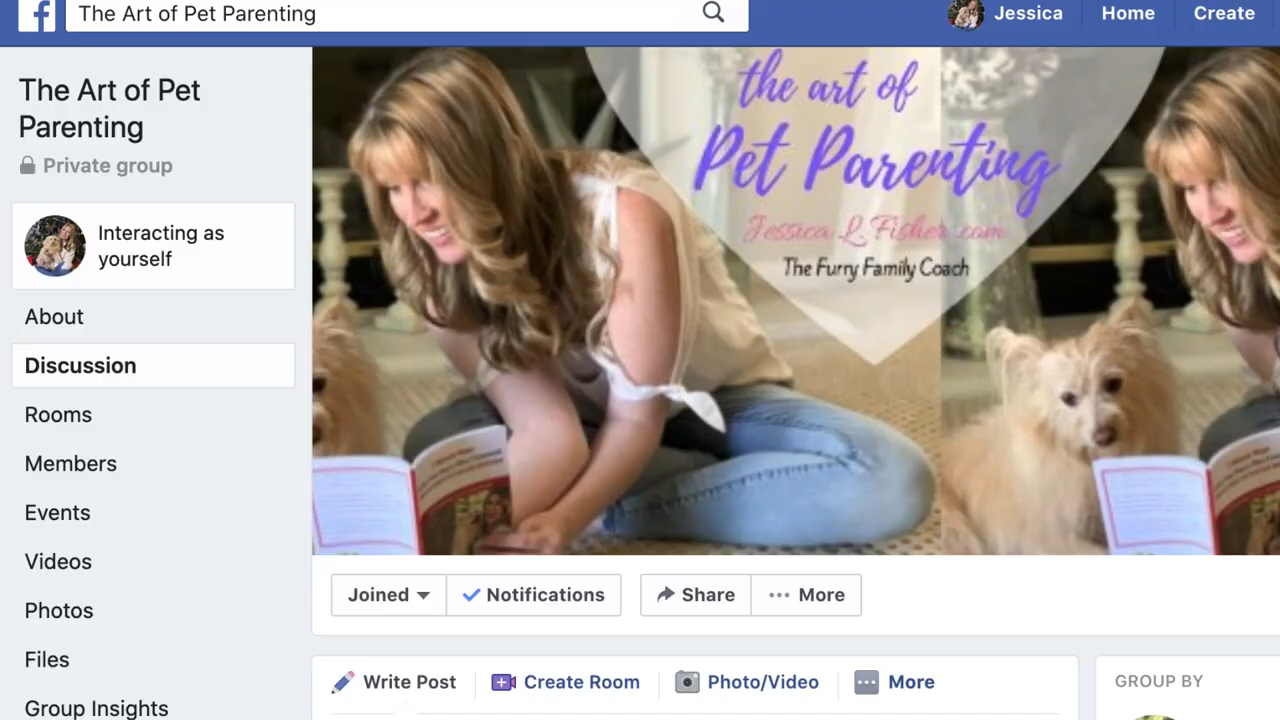 The Art of Pet Parenting
Jessica
Home
Create
The Art of Pet
Parenting
Private group
Interacting as
yourself
About
Discussion
Rooms
Members
Events
Videos
Photos
Files
Group Insights
the art of
Pet Parenting
Jessica L. Fisher.com
The Furry Family Coach
Joined
Notifications
Share
More
Write Post
Create Room
Photo/Video
More
GROUP BY